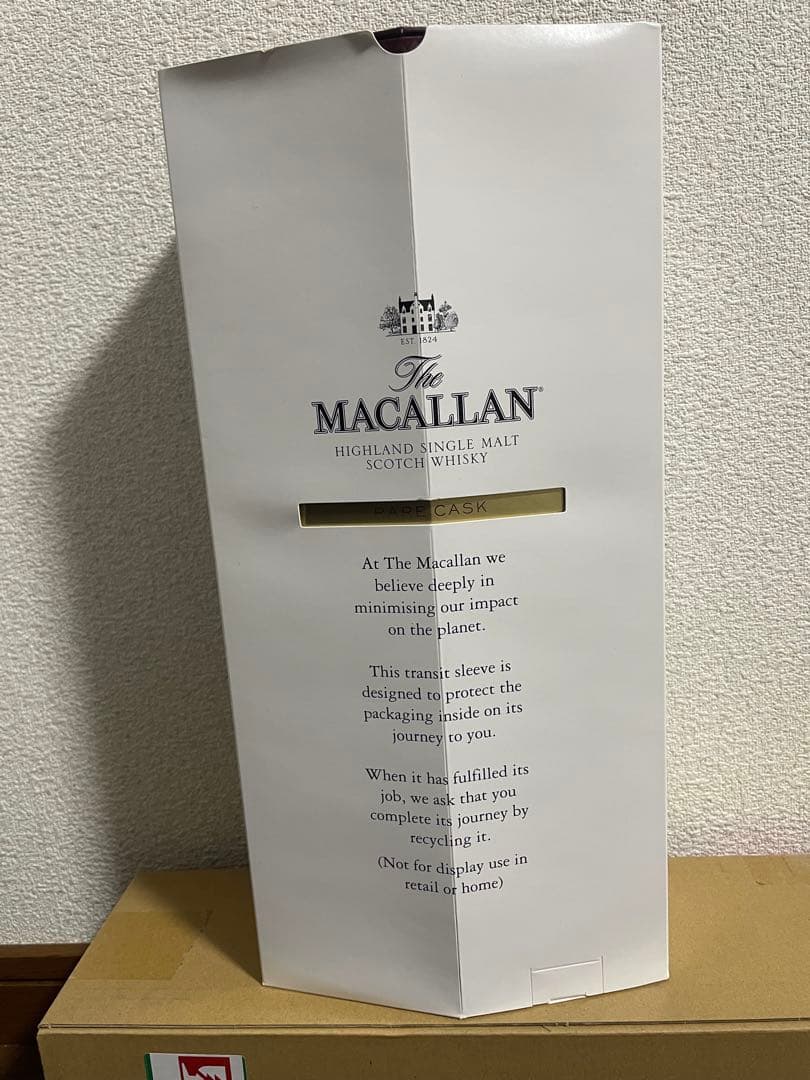 EST. 1824
The
MACALLAN
HIGHLAND SINGLE MALT
SCOTCH WHISKY
RARE CASK
At The Macallan we
believe deeply in
minimising our impact
on the planet.
This transit sleeve is
designed to protect the
packaging inside on its
journey to you.
When it has fulfilled its
job, we ask that you
complete its journey by
recycling it.
(Not for display use in
retail or home)